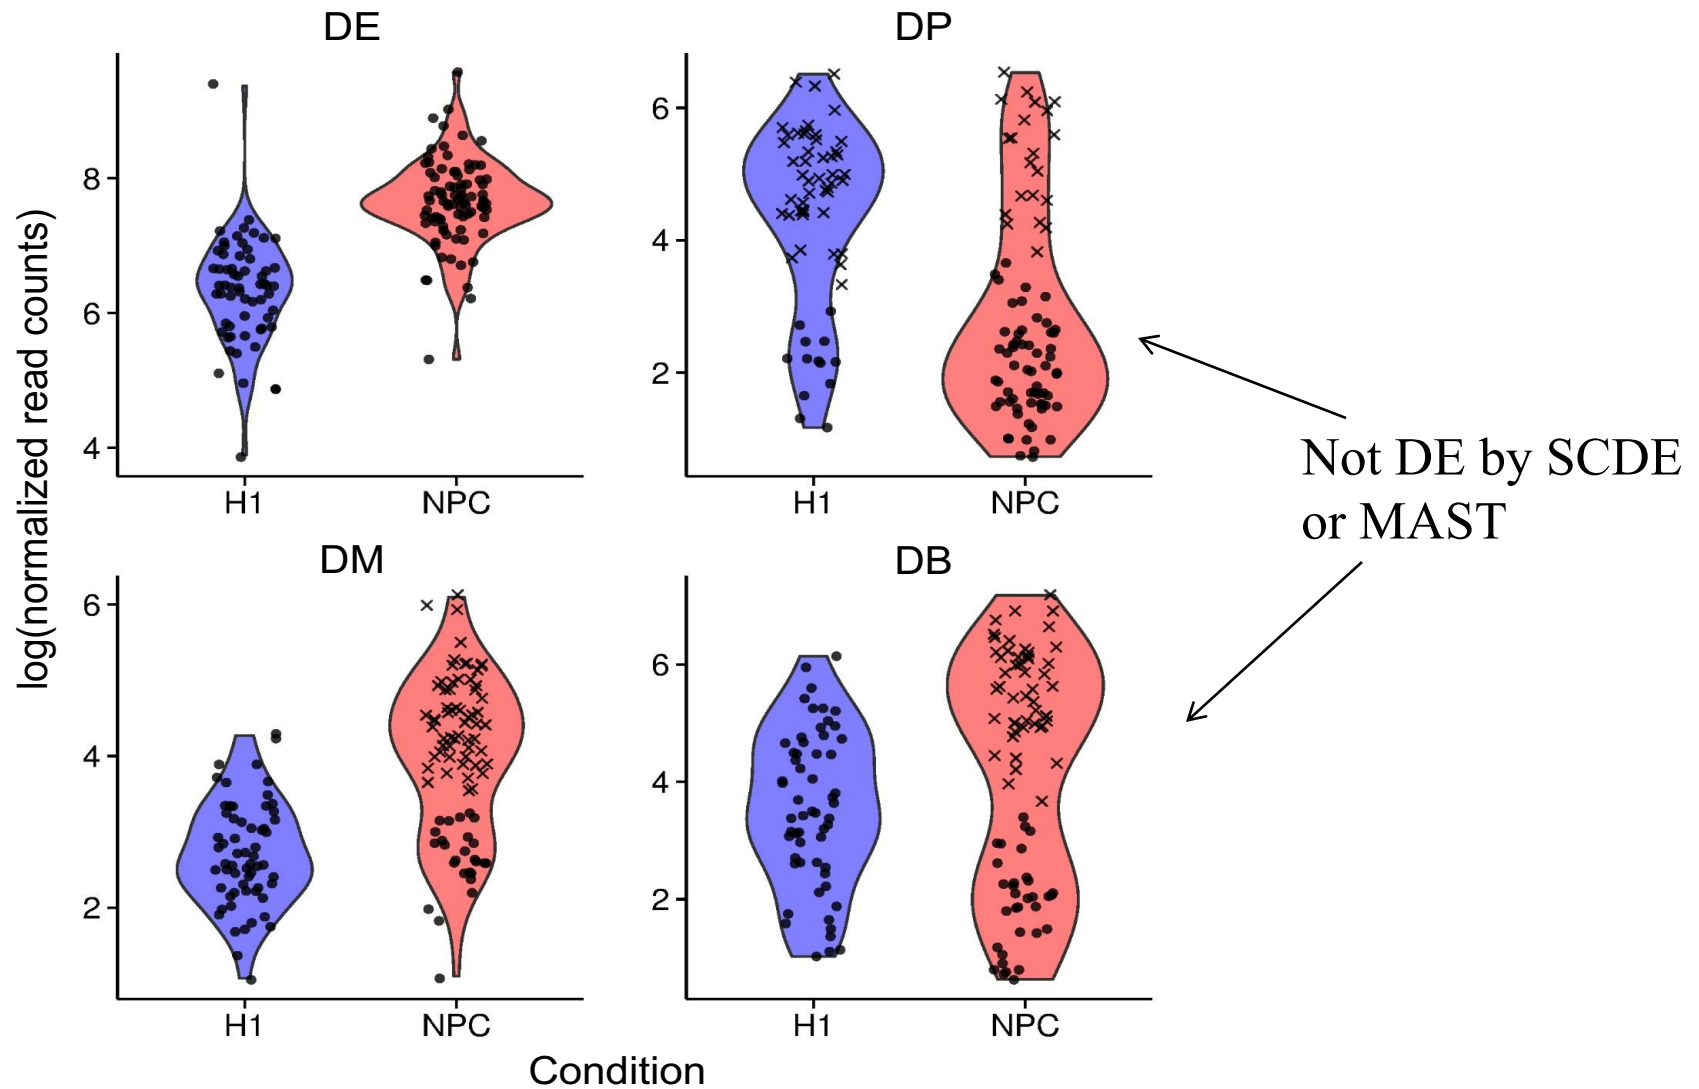 DE
DP
log(normalized read counts)
8
6
4
H1
NPC
6
4
2
H1
NPC
Not DE by SCDE
or MAST
DM
DB
6
4
2
H1
NPC
6
4
2
H1
NPC
Condition